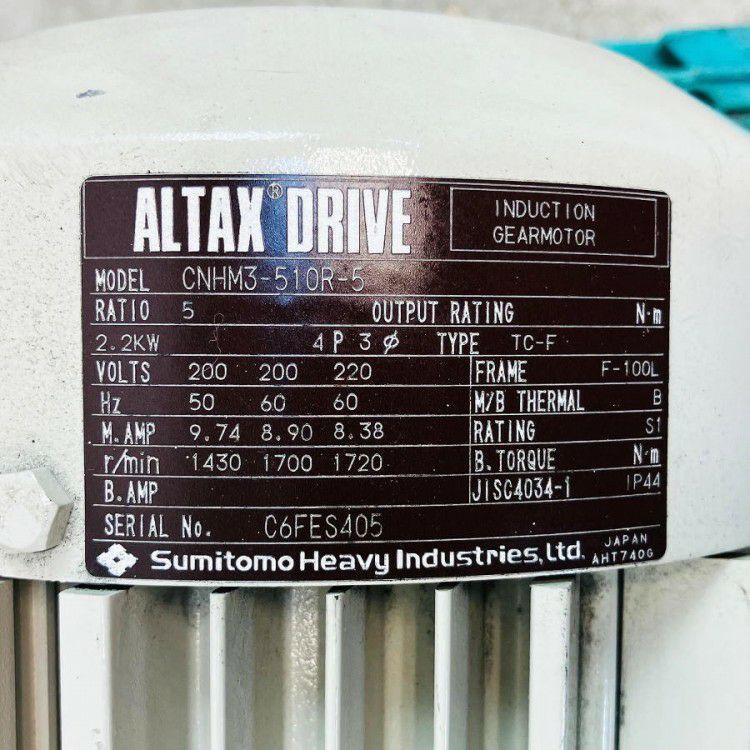 ALTAX® DRIVE
INDUCTION
GEARMOTOR
MODEL CNHM3-510R-5
RATIO 5 OUTPUT RATING N·m
2.2KW 4 P 3 ϕ TYPE TC-F
VOLTS 200 200 220 FRAME F-100L
Hz 50 60 60 M/B THERMAL B
M.AMP 9.74 8.90 8.38 RATING S1
r/min 1430 1700 1720 B.TORQUE N·m
B.AMP JISC4034-1 IP44
SERIAL No. C6FES405
Sumitomo Heavy Industries, Ltd. JAPAN
AHT740G